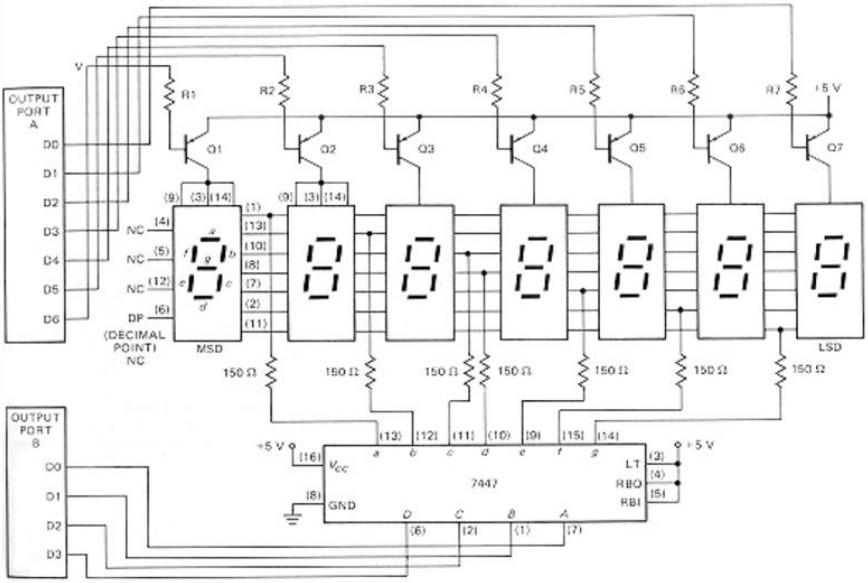 V
R1
R2
R3
R4
R5
R6
R7
+5 V
OUTPUT
PORT
A
D0
D1
D2
D3
D4
D5
D6
Q1
Q2
Q3
Q4
Q5
Q6
Q7
(9) (3) (14)
(9) (3) (14)
(1)
(13)
(10)
(8)
(7)
(2)
(11)
NC (4)
NC (5)
NC (12)
DP (6)
(DECIMAL
POINT)
NC
a
f b
g
e c
d
MSD
LSD
150 Ω
150 Ω
150 Ω
150 Ω
150 Ω
150 Ω
150 Ω
OUTPUT
PORT
B
D0
D1
D2
D3
(13) (12) (11) (10) (9) (15) (14)
a b c d e f g
+5 V
(16) VCC
(8) GND
7447
+5 V
LT (3)
RBO (4)
RBI (5)
D C B A
(6) (2) (1) (7)